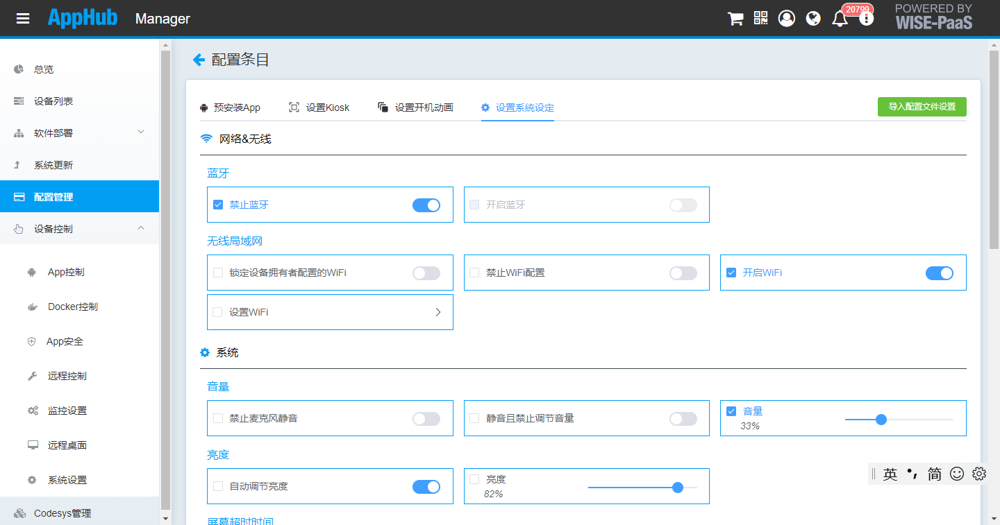 AppHub Manager
20799
POWERED BY
WISE-PaaS
总览
设备列表
软件部署
系统更新
配置管理
设备控制
App控制
Docker控制
App安全
远程控制
监控设置
远程桌面
系统设置
Codesys管理
配置条目
预安装App 设置Kiosk 设置开机动画 设置系统设定 导入配置文件设置
网络&无线
蓝牙
禁止蓝牙 开启蓝牙
无线局域网
锁定设备拥有者配置的WiFi 禁止WiFi配置 开启WiFi
设置WiFi
系统
音量
禁止麦克风静音 静音且禁止调节音量 音量
33%
亮度
自动调节亮度 亮度
82%
屏幕超时时间
英 •, 简